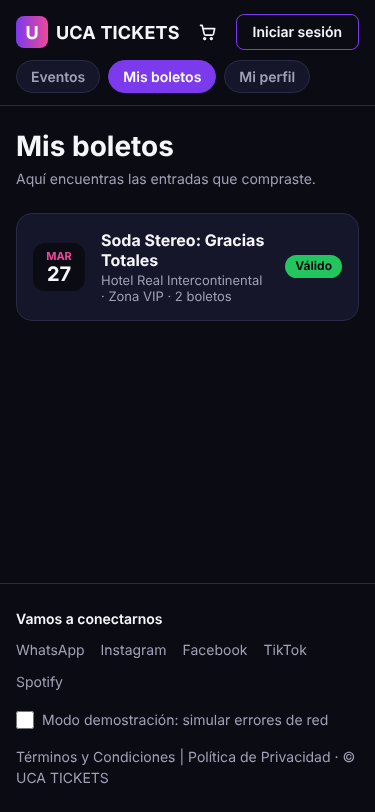 U UCA TICKETS Iniciar sesión
Eventos Mis boletos Mi perfil
Mis boletos
Aquí encuentras las entradas que compraste.
MAR
27
Soda Stereo: Gracias
Totales
Hotel Real Intercontinental
· Zona VIP · 2 boletos
Válido
Vamos a conectarnos
WhatsApp Instagram Facebook TikTok
Spotify
Modo demostración: simular errores de red
Términos y Condiciones | Política de Privacidad · ©
UCA TICKETS